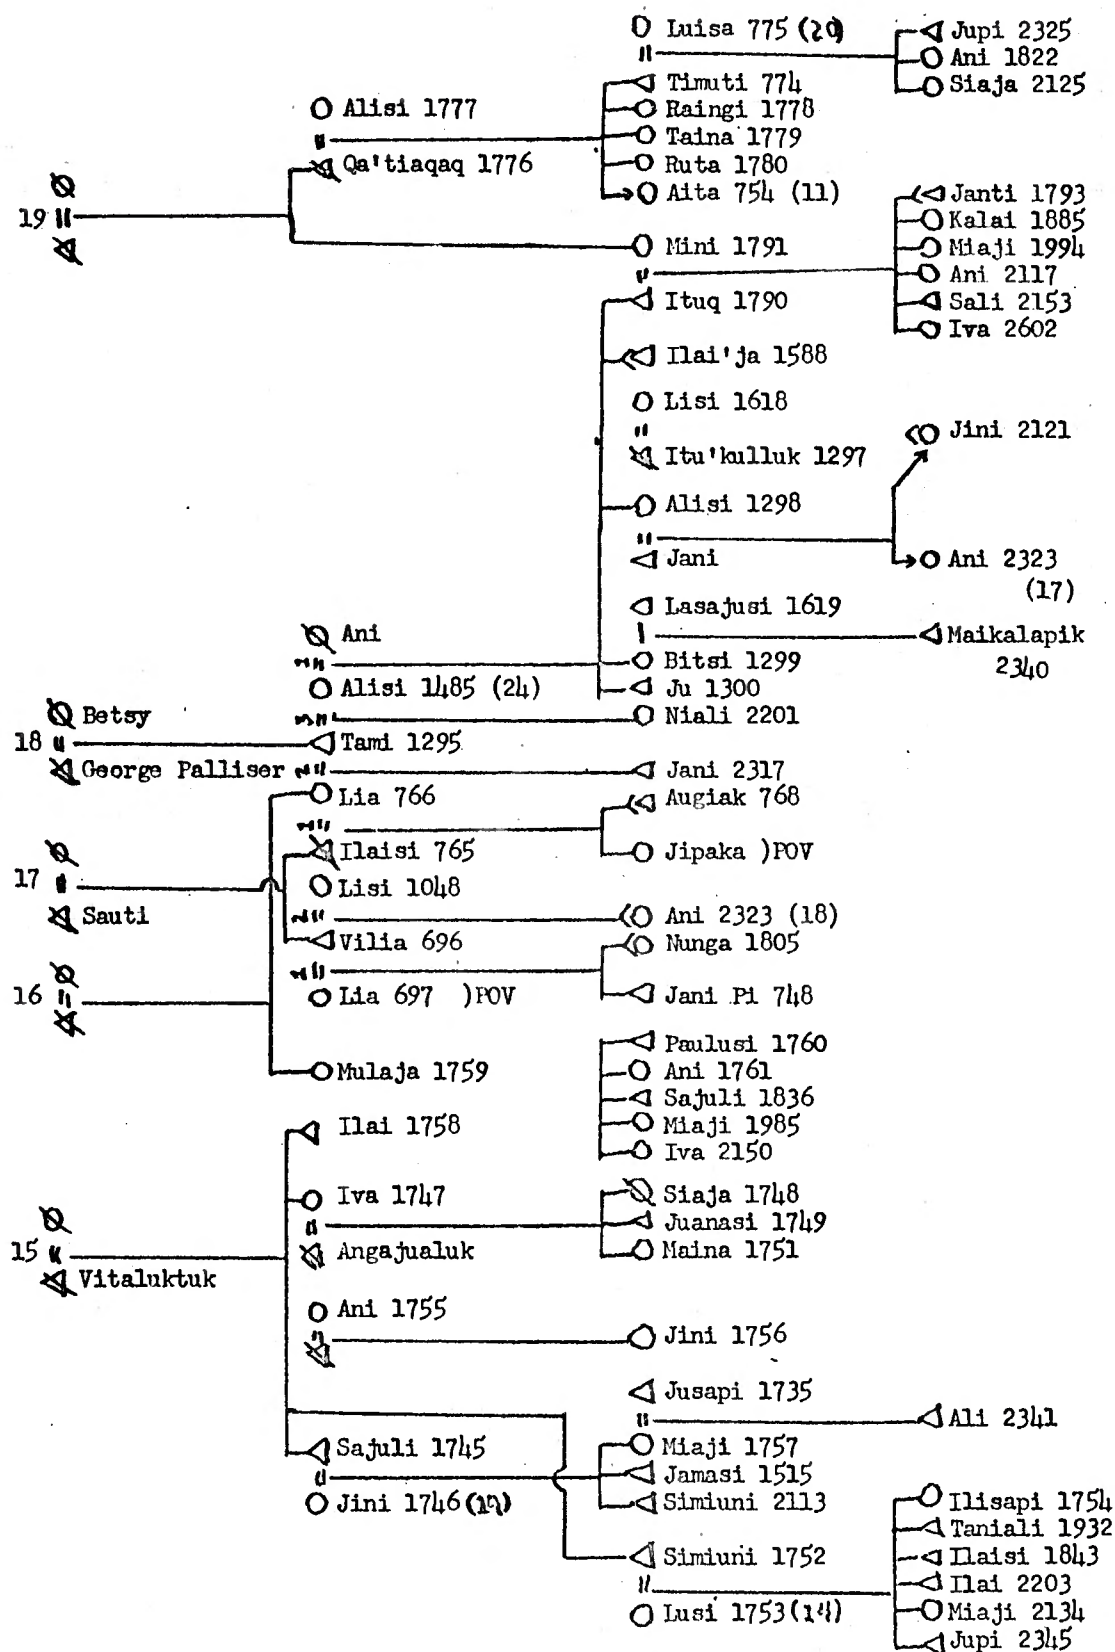 Luisa 775 (20)
Jupi 2325
Ani 1822
Siaja 2125
Timuti 774
Raingi 1778
Taina 1779
Ruta 1780
Aita 754 (11)
Alisi 1777
Qa'tiaqaq 1776
19
Janti 1793
Kalai 1885
Miaji 1994
Ani 2117
Sali 2153
Iva 2602
Mini 1791
Ituq 1790
Ilai'ja 1588
Lisi 1618
Itu'kulluk 1297
Jini 2121
Alisi 1298
Jani
Ani 2323
(17)
Lasajusi 1619
Maikalapik
2340
Bitsi 1299
Ju 1300
Ani
Alisi 1485 (24)
Niali 2201
Betsy
18
Tami 1295
George Palliser
Jani 2317
Lia 766
Augiak 768
Ilaisi 765
Jipaka )POV
17
Lisi 1048
Sauti
Ani 2323 (18)
Vilia 696
Nunga 1805
16
Lia 697 )POV
Jani Pi 748
Paulusi 1760
Mulaja 1759
Ani 1761
Sajuli 1836
Miaji 1985
Iva 2150
Ilai 1758
Iva 1747
Siaja 1748
Juanasi 1749
Maina 1751
15
Angajualuk
Vitaluktuk
Ani 1755
Jini 1756
Jusapi 1735
Ali 2341
Sajuli 1745
Miaji 1757
Jamasi 1515
Jini 1746
Simiuni 2113
Ilisapi 1754
Taniali 1932
Simiuni 1752
Ilaisi 1843
Ilai 2203
Lusi 1753 (14)
Miaji 2134
Jupi 2345